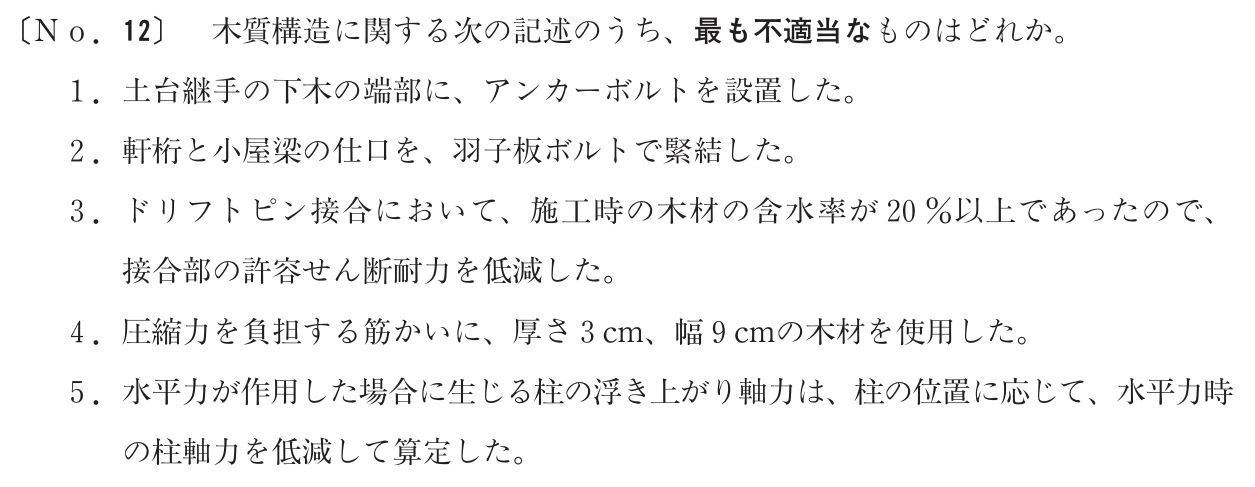 〔Ｎｏ．12〕　木質構造に関する次の記述のうち、最も不適当なものはどれか。
１．土台継手の下木の端部に、アンカーボルトを設置した。
２．軒桁と小屋梁の仕口を、羽子板ボルトで緊結した。
３．ドリフトピン接合において、施工時の木材の含水率が 20 ％以上であったので、
接合部の許容せん断耐力を低減した。
４．圧縮力を負担する筋かいに、厚さ 3 cm、幅 9 cmの木材を使用した。
５．水平力が作用した場合に生じる柱の浮き上がり軸力は、柱の位置に応じて、水平力時
の柱軸力を低減して算定した。